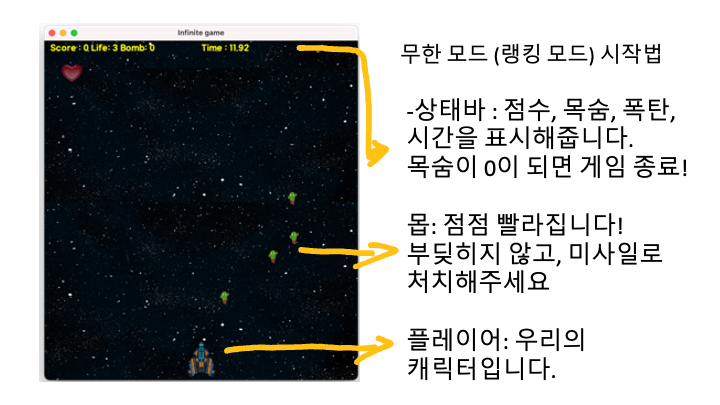 Infinite game
Score : 0 Life: 3 Bomb: 0
Time : 11.92
무한 모드 (랭킹 모드) 시작법
-상태바 : 점수, 목숨, 폭탄,
시간을 표시해줍니다.
목숨이 0이 되면 게임 종료!
몹: 점점 빨라집니다!
부딪히지 않고, 미사일로
처치해주세요
플레이어: 우리의
캐릭터입니다.